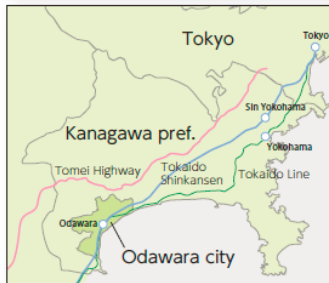 Tokyo
Tokyo
Sin Yokohama
Kanagawa pref.
Yokohama
Tomei Highway
Tokaido
Shinkansen
Tokaido Line
Odawara
Odawara city